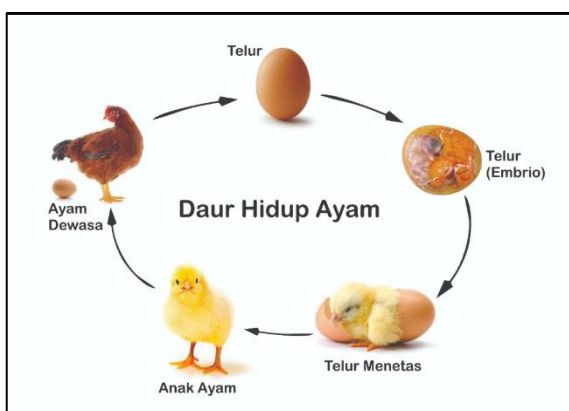 Telur
Telur
(Embrio)
Daur Hidup Ayam
Ayam
Dewasa
Telur Menetas
Anak Ayam